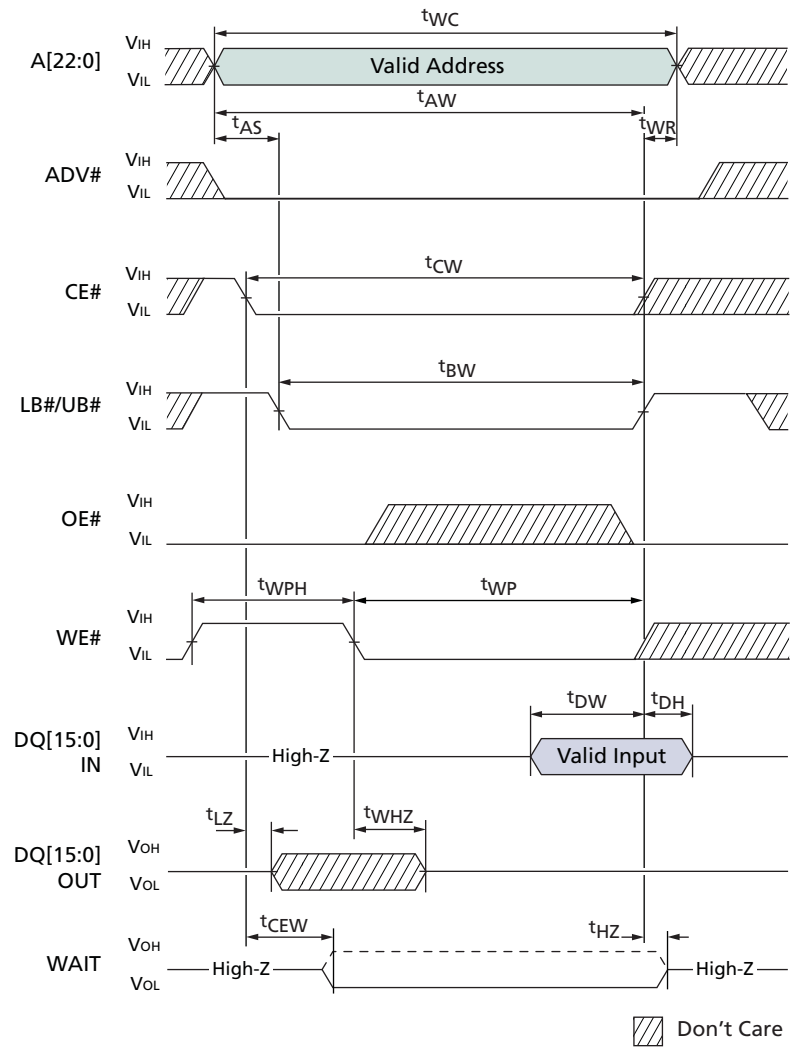 tWC
A[22:0] VIH VIL Valid Address
tAW
tAS tWR
ADV# VIH VIL
tCW
CE# VIH VIL
tBW
LB#/UB# VIH VIL
OE# VIH VIL
tWPH tWP
WE# VIH VIL
tDW tDH
DQ[15:0] IN VIH VIL High-Z Valid Input
tLZ tWHZ
DQ[15:0] OUT VOH VOL
tCEW tHZ
WAIT VOH VOL High-Z High-Z
Don't Care